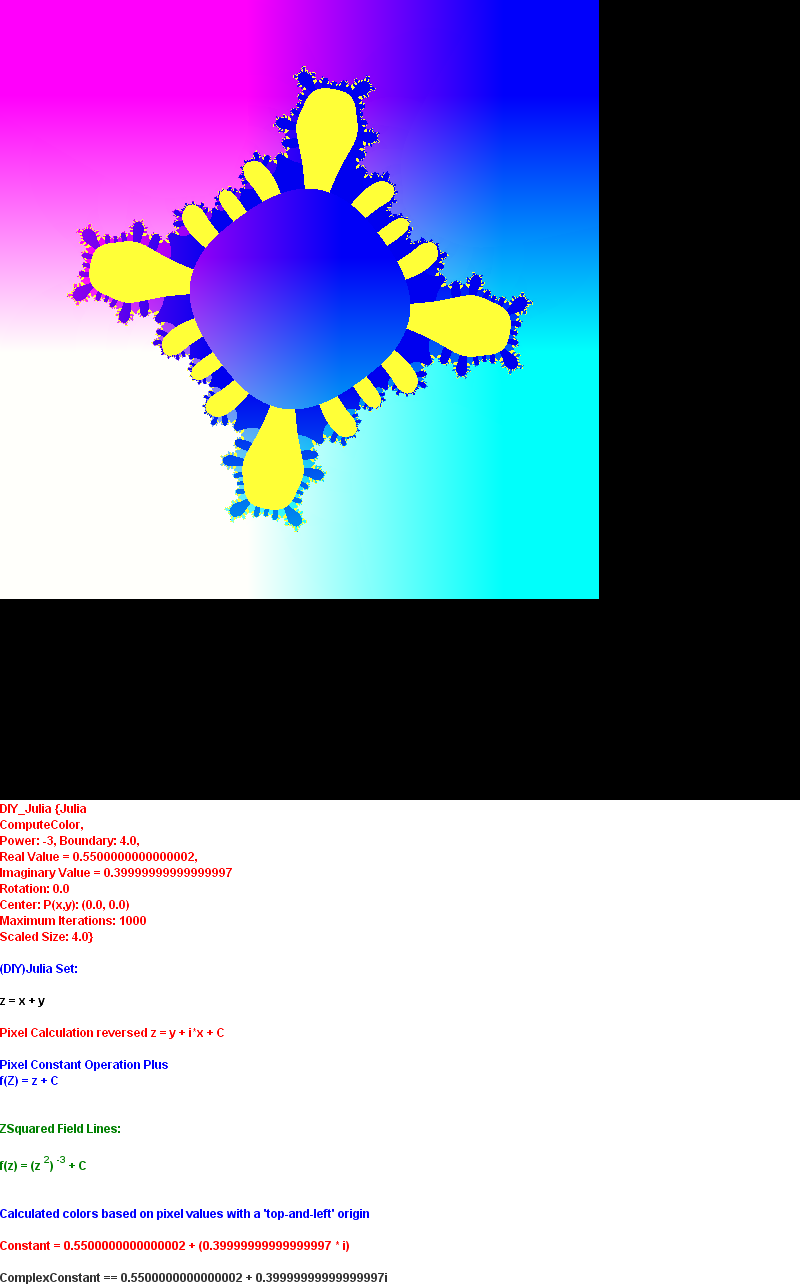 DIY_Julia {Julia
ComputeColor,
Power: -3, Boundary: 4.0,
Real Value = 0.5500000000000002,
Imaginary Value = 0.39999999999999997
Rotation: 0.0
Center: P(x,y): (0.0, 0.0)
Maximum Iterations: 1000
Scaled Size: 4.0}
(DIY)Julia Set:
z = x + y
Pixel Calculation reversed z = y + i*x + C
Pixel Constant Operation Plus
f(Z) = z + C
ZSquared Field Lines:
f(z) = (z ²) ⁻³ + C
Calculated colors based on pixel values with a 'top-and-left' origin
Constant = 0.5500000000000002 + (0.39999999999999997 * i)
ComplexConstant == 0.5500000000000002 + 0.39999999999999997i